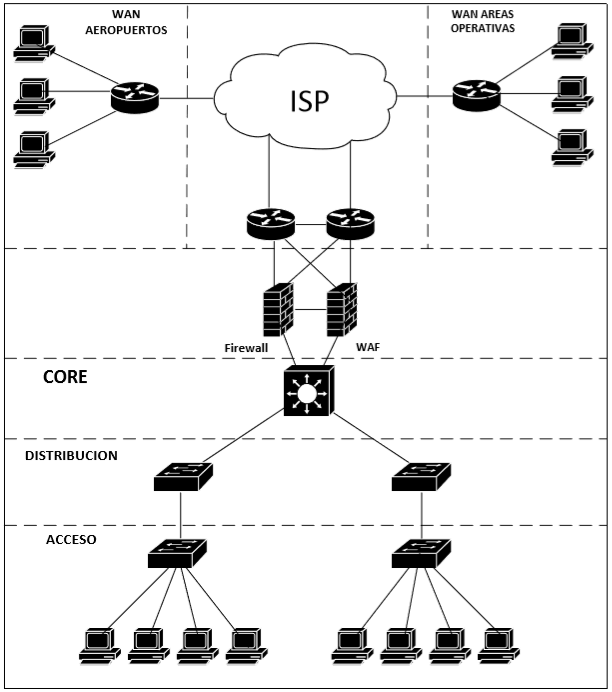 WAN
AEROPUERTOS
WAN AREAS
OPERATIVAS
ISP
Firewall
WAF
CORE
DISTRIBUCION
ACCESO